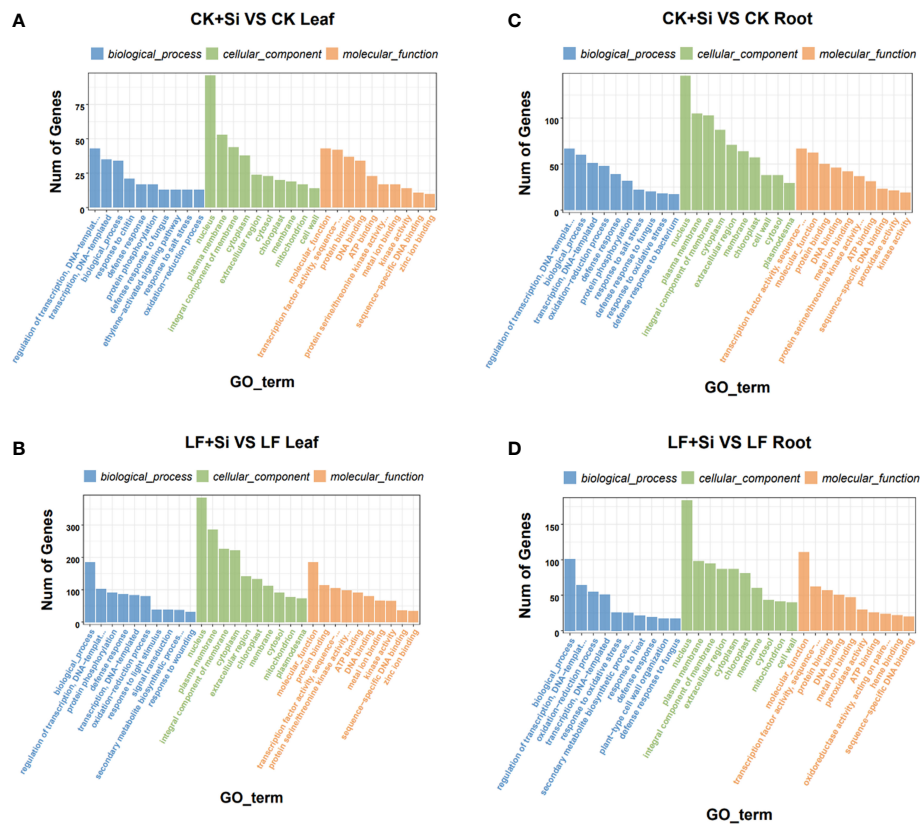 A
CK+Si VS CK Leaf
biological_process cellular_component molecular_function
Num of Genes
75
50
25
0
regulation of transcription, DNA−templat...
transcription, DNA−templated
biological_process
response to chitin
defense response
protein phosphorylation
defense response to fungus
ethylene−activated signaling pathway
response to salt stress
oxidation−reduction process
nucleus
plasma membrane
integral component of membrane
cytoplasm
extracellular region
cytosol
chloroplast
membrane
mitochondrion
cell wall
molecular_function
transcription factor activity, sequence−...
protein binding
DNA binding
ATP binding
protein serine/threonine kinase activity...
metal ion binding
kinase activity
sequence−specific DNA binding
zinc ion binding
GO_term
C
CK+Si VS CK Root
biological_process cellular_component molecular_function
Num of Genes
100
50
0
regulation of transcription, DNA−templat...
biological_process
transcription, DNA−templated
oxidation−reduction process
defense response
protein phosphorylation
response to salt stress
defense response to fungus
response to oxidative stress
defense response to bacterium
nucleus
plasma membrane
integral component of membrane
cytoplasm
extracellular region
membrane
chloroplast
cell wall
cytosol
plasmodesma
transcription factor activity, sequence−...
molecular_function
protein binding
DNA binding
metal ion binding
protein serine/threonine kinase activity...
ATP binding
sequence−specific DNA binding
peroxidase activity
kinase activity
GO_term
B
LF+Si VS LF Leaf
biological_process cellular_component molecular_function
Num of Genes
300
200
100
0
biological_process
regulation of transcription, DNA−templat...
protein phosphorylation
defense response
transcription, DNA−templated
oxidation−reduction process
response to light stimulus
signal transduction
secondary metabolite biosynthetic proces...
response to wounding
nucleus
plasma membrane
integral component of membrane
cytoplasm
extracellular region
chloroplast
membrane
cytosol
mitochondrion
plasmodesma
molecular_function
protein binding
transcription factor activity, sequence−...
protein serine/threonine kinase activity...
ATP binding
DNA binding
metal ion binding
kinase activity
sequence−specific DNA binding
zinc ion binding
GO_term
D
LF+Si VS LF Root
biological_process cellular_component molecular_function
Num of Genes
150
100
50
0
biological_process
regulation of transcription, DNA−templat...
oxidation−reduction process
transcription, DNA−templated
response to oxidative stress
secondary metabolite biosynthetic proces...
response to heat
defense response
plant−type cell wall organization
defense response to fungus
nucleus
plasma membrane
integral component of membrane
extracellular region
cytoplasm
chloroplast
membrane
cytosol
mitochondrion
cell wall
molecular_function
transcription factor activity, sequence−...
protein binding
DNA binding
metal ion binding
peroxidase activity
ATP binding
oxidoreductase activity, acting on pair...
heme binding
sequence−specific DNA binding
GO_term